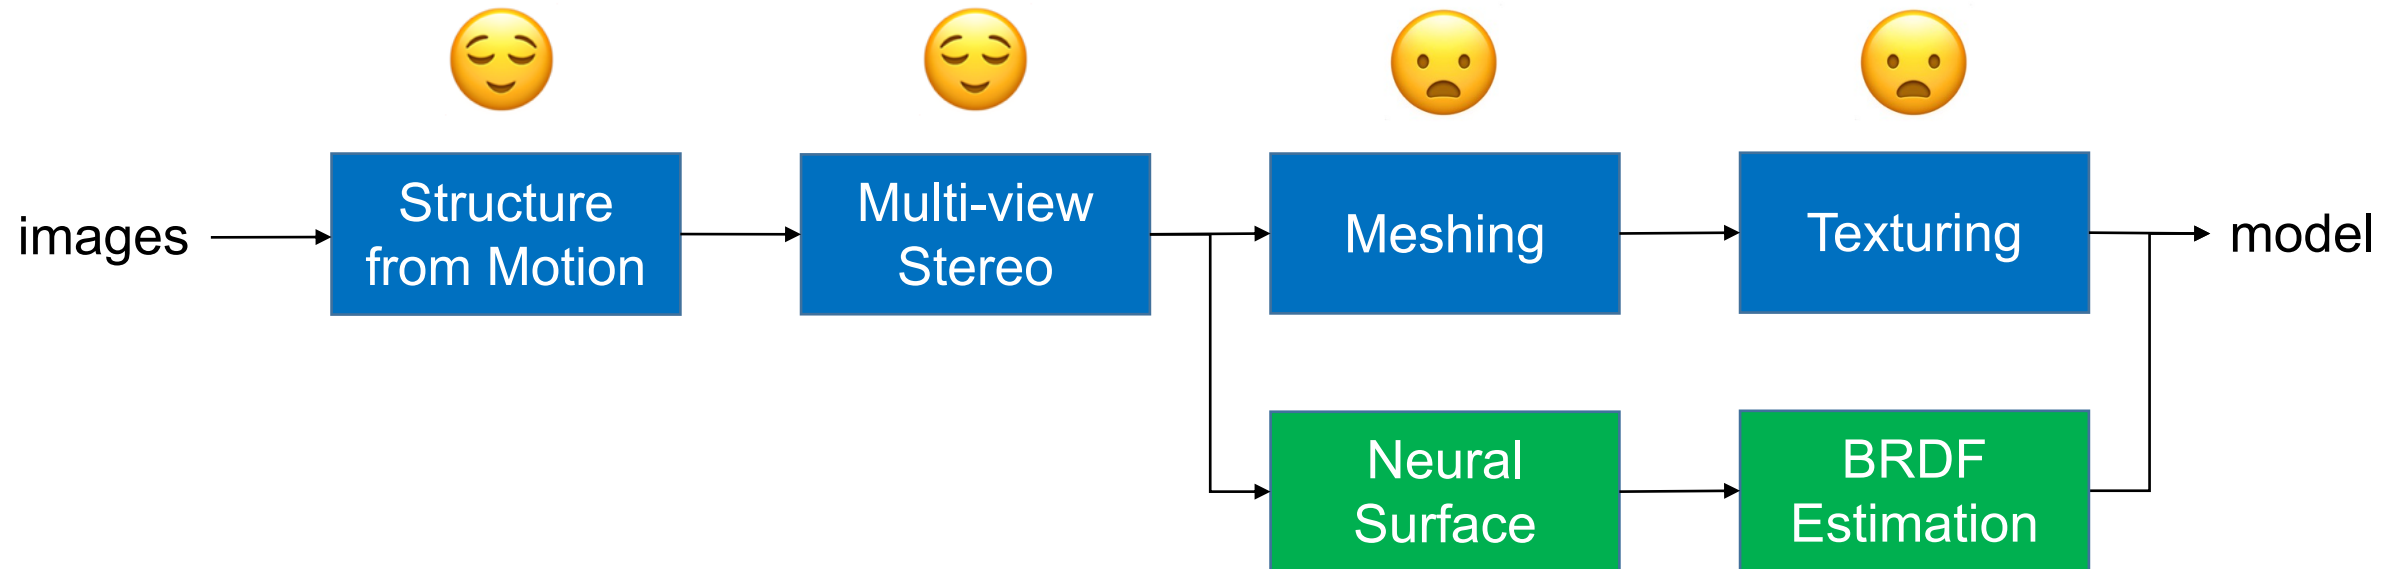 images
Structure
from Motion
Multi-view
Stereo
Meshing
Texturing
model
Neural
Surface
BRDF
Estimation